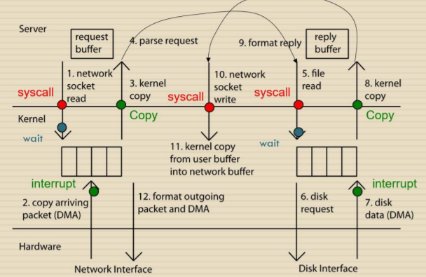 Server
request
buffer
4. parse request
9. format reply
reply
buffer
1. network
socket
read
3. kernel
copy
10. network
socket
write
5. file
read
8. kernel
copy
syscall
syscall
syscall
Copy
Copy
Kernel
wait
wait
11. kernel copy
from user buffer
into network buffer
interrupt
interrupt
2. copy arriving
packet (DMA)
12. format outgoing
packet and DMA
6. disk
request
7. disk
data (DMA)
Hardware
Network Interface
Disk Interface